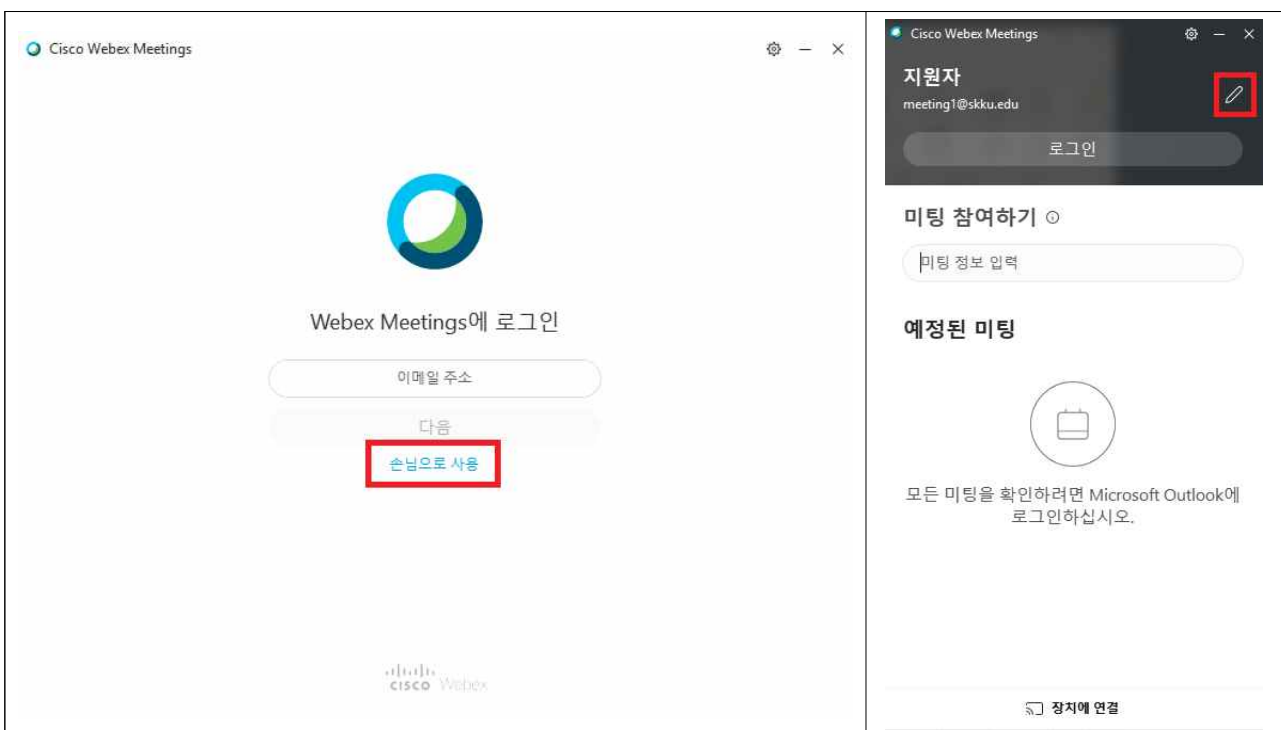 Cisco Webex Meetings
Webex Meetings에 로그인
이메일 주소
다음
손님으로 사용
cisco Webex
Cisco Webex Meetings
지원자
meeting1@skku.edu
로그인
미팅 참여하기
미팅 정보 입력
예정된 미팅
모든 미팅을 확인하려면 Microsoft Outlook에
로그인하십시오.
장치에 연결